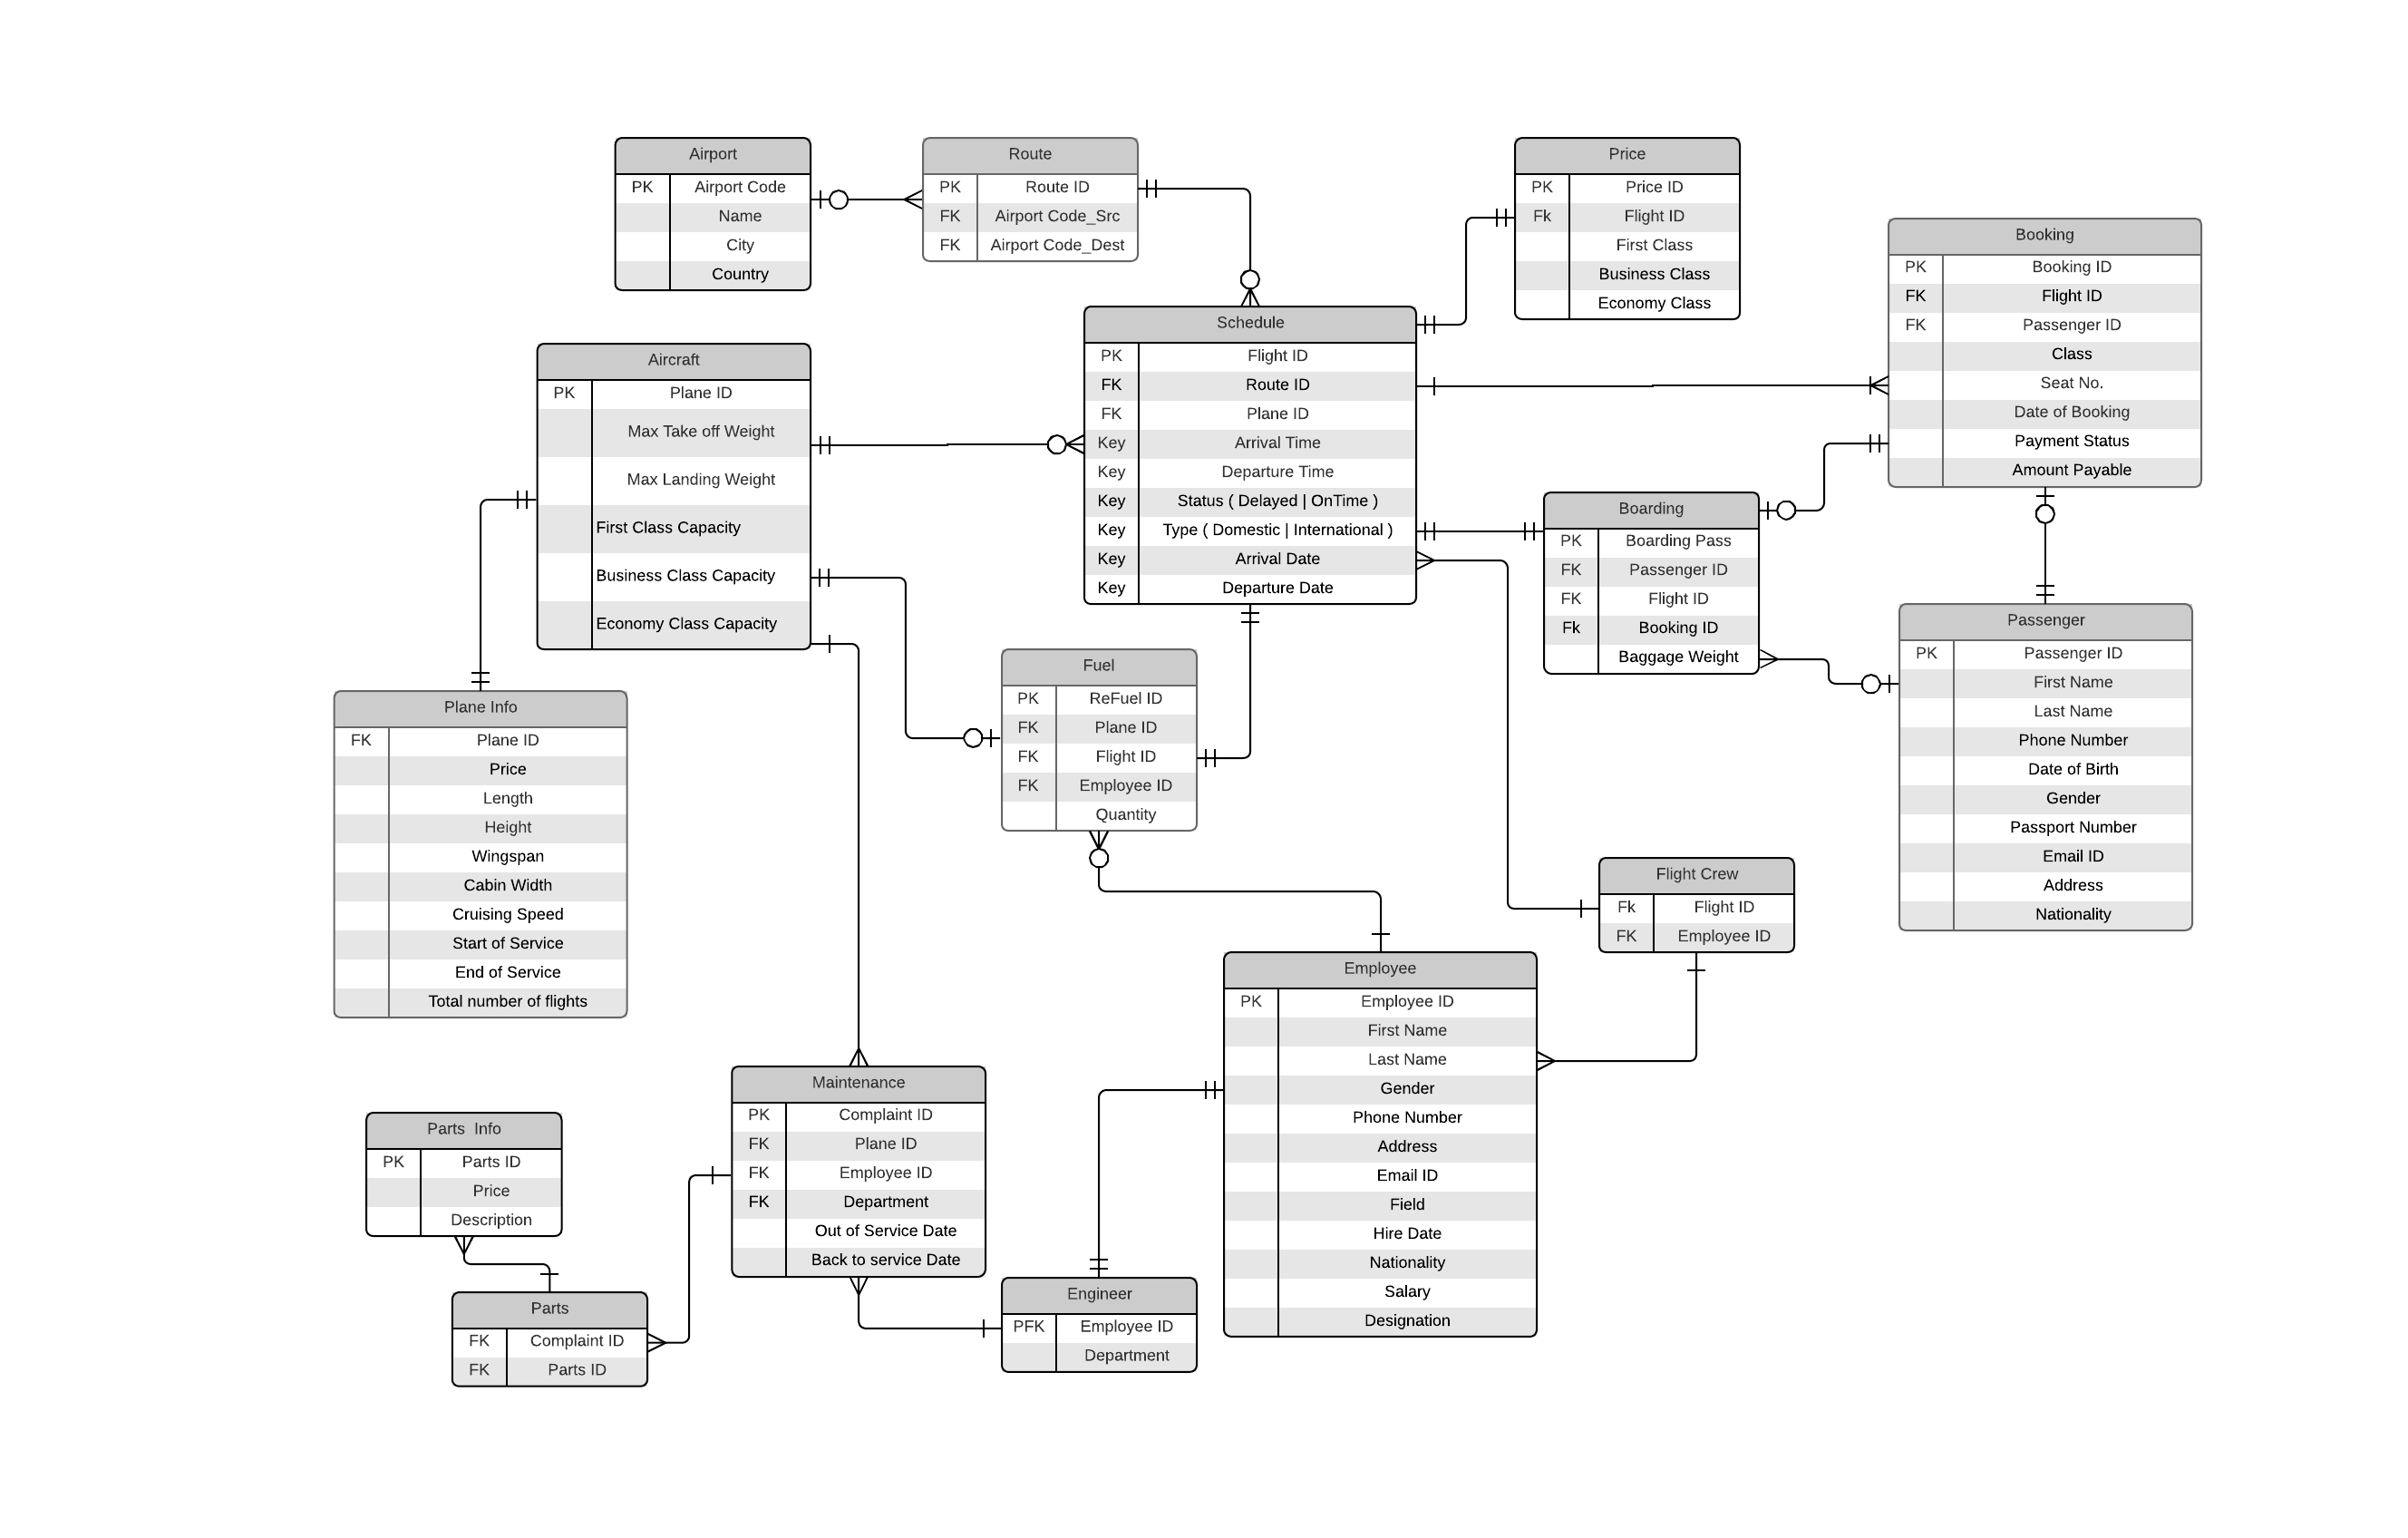 Airport
PK Airport Code
Name
City
Country
Route
PK Route ID
FK Airport Code_Src
FK Airport Code_Dest
Price
PK Price ID
Fk Flight ID
First Class
Business Class
Economy Class
Booking
PK Booking ID
FK Flight ID
FK Passenger ID
Class
Seat No.
Date of Booking
Payment Status
Amount Payable
Schedule
PK Flight ID
FK Route ID
FK Plane ID
Key Arrival Time
Key Departure Time
Key Status ( Delayed | OnTime )
Key Type ( Domestic | International )
Key Arrival Date
Key Departure Date
Aircraft
PK Plane ID
Max Take off Weight
Max Landing Weight
First Class Capacity
Business Class Capacity
Economy Class Capacity
Boarding
PK Boarding Pass
FK Passenger ID
FK Flight ID
Fk Booking ID
Baggage Weight
Passenger
PK Passenger ID
First Name
Last Name
Phone Number
Date of Birth
Gender
Passport Number
Email ID
Address
Nationality
Fuel
PK ReFuel ID
FK Plane ID
FK Flight ID
FK Employee ID
Quantity
Plane Info
FK Plane ID
Price
Length
Height
Wingspan
Cabin Width
Cruising Speed
Start of Service
End of Service
Total number of flights
Flight Crew
Fk Flight ID
FK Employee ID
Employee
PK Employee ID
First Name
Last Name
Gender
Phone Number
Address
Email ID
Field
Hire Date
Nationality
Salary
Designation
Maintenance
PK Complaint ID
FK Plane ID
FK Employee ID
FK Department
Out of Service Date
Back to service Date
Parts Info
PK Parts ID
Price
Description
Engineer
PFK Employee ID
Department
Parts
FK Complaint ID
FK Parts ID